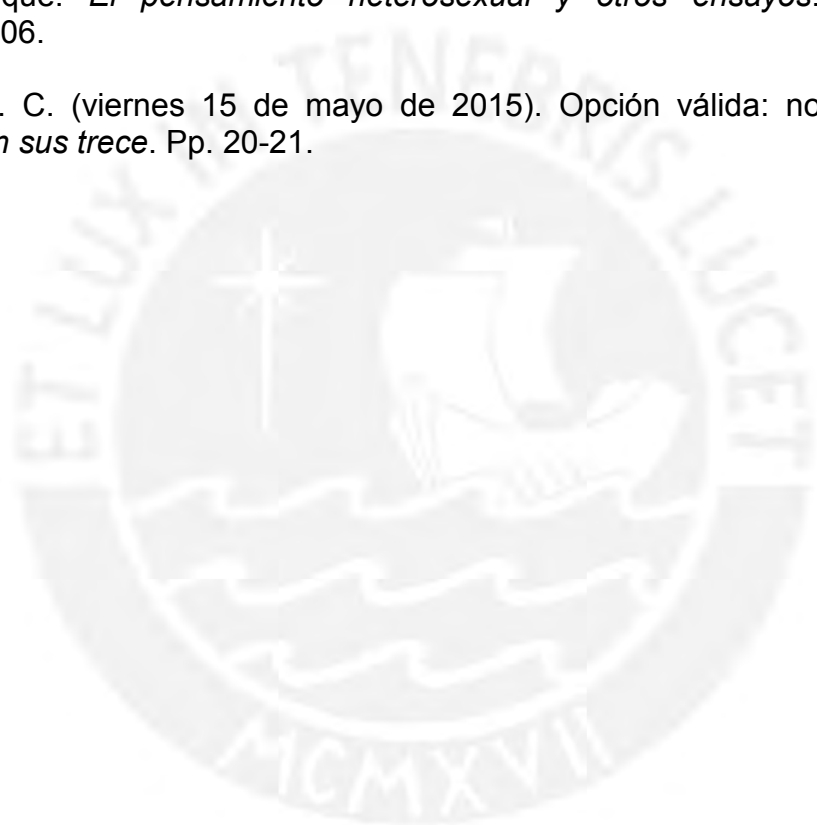 que. El pensamiento heterosexual y otros ensayos.
06.
. C. (viernes 15 de mayo de 2015). Opción válida: no
n sus trece. Pp. 20-21.
ET LUX IN TENEBRIS LUCET
MCMXVII